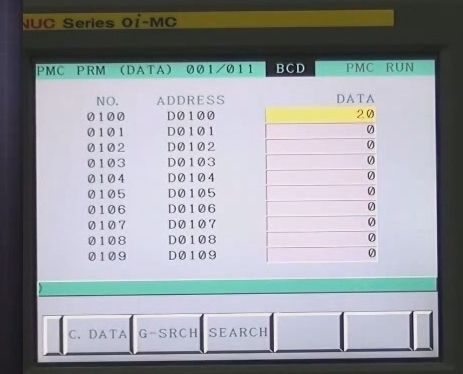 NUC Series 0i-MC
PMC PRM (DATA) 001/011 BCD PMC RUN
NO. ADDRESS DATA
0100 D0100 20
0101 D0101 0
0102 D0102 0
0103 D0103 0
0104 D0104 0
0105 D0105 0
0106 D0106 0
0107 D0107 0
0108 D0108 0
0109 D0109 0
)
C. DATA G-SRCH SEARCH